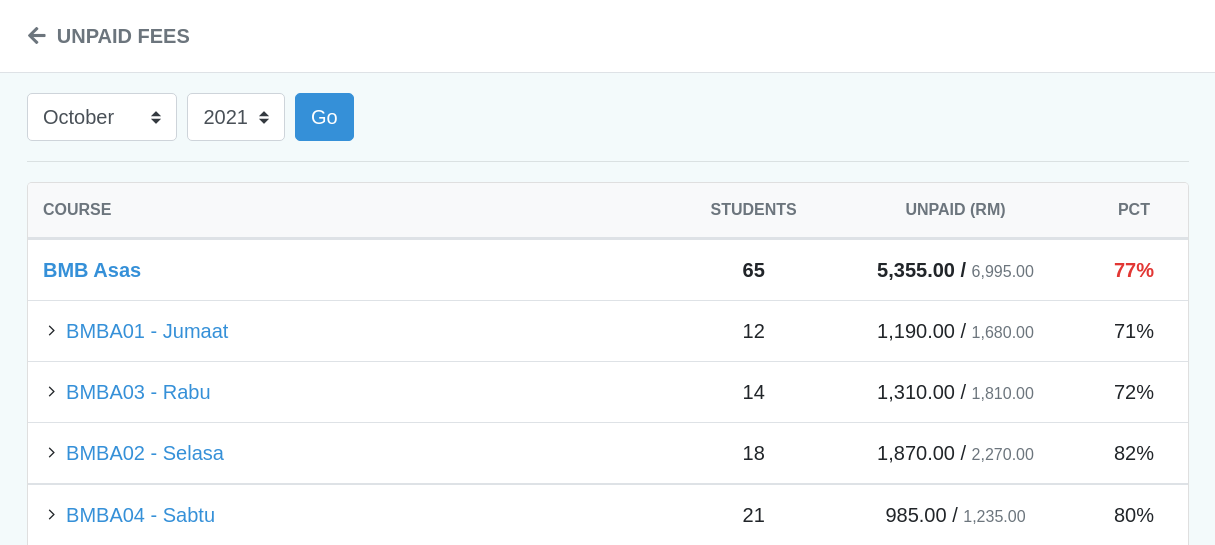 UNPAID FEES
October 2021 Go
COURSE STUDENTS UNPAID (RM) PCT
BMB Asas 65 5,355.00 / 6,995.00 77%
BMBA01 - Jumaat 12 1,190.00 / 1,680.00 71%
BMBA03 - Rabu 14 1,310.00 / 1,810.00 72%
BMBA02 - Selasa 18 1,870.00 / 2,270.00 82%
BMBA04 - Sabtu 21 985.00 / 1,235.00 80%